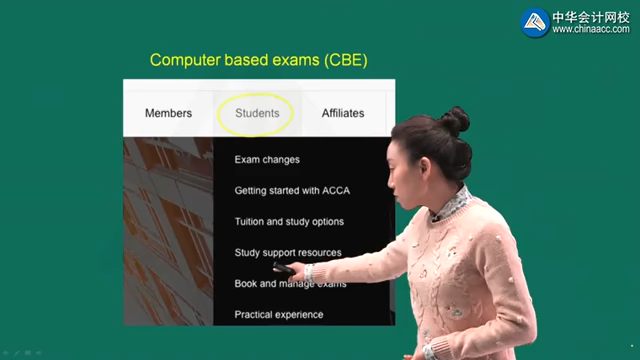 中华会计网校
www.chinaacc.com
Computer based exams (CBE)
Members Students Affiliates
Exam changes
Getting started with ACCA
Tuition and study options
Study support resources
Book and manage exams
Practical experience